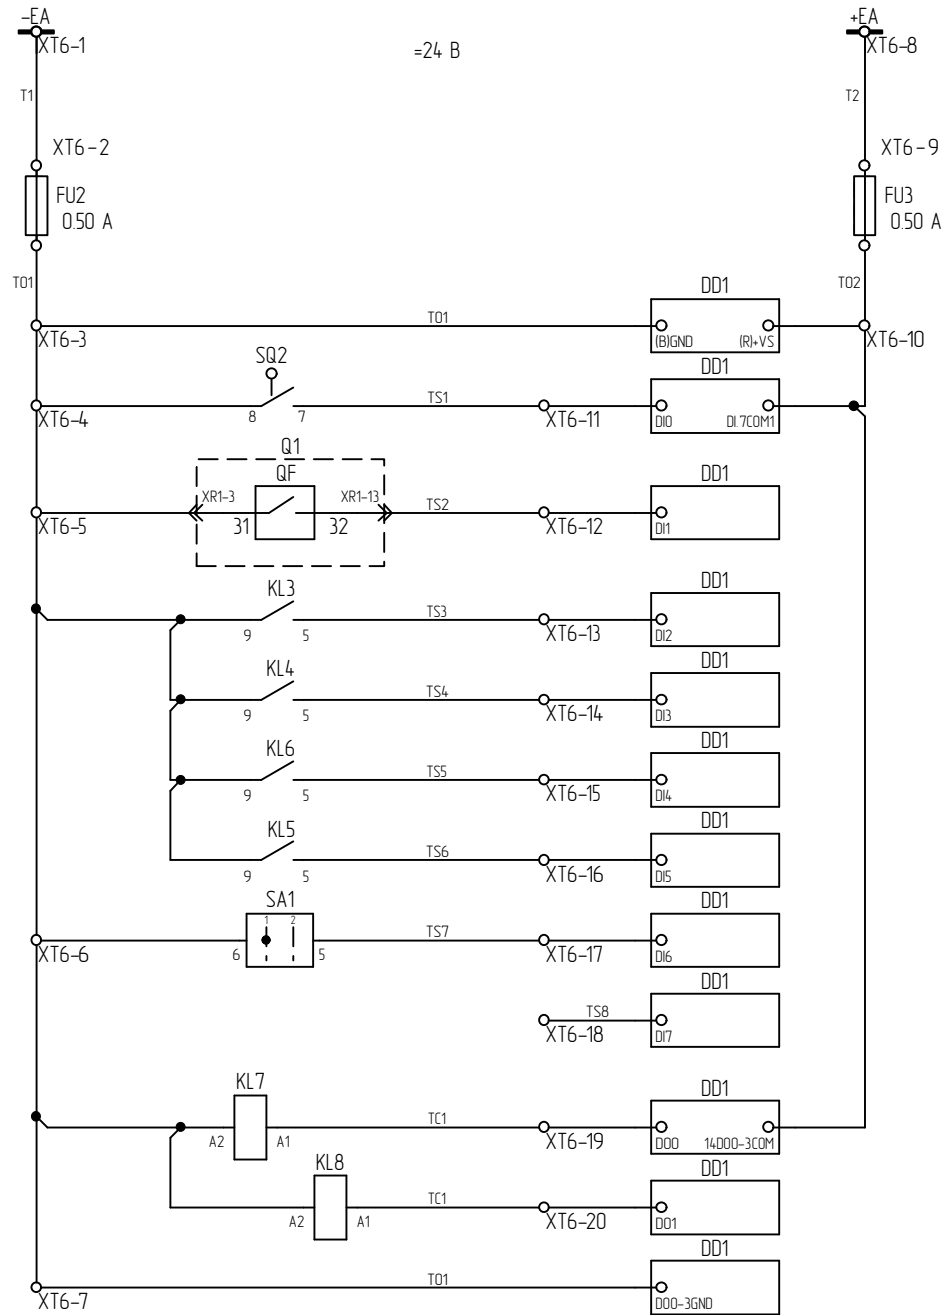 -EA
+EA
XT6-1
=24 В
XT6-8
T1
T2
XT6-2
XT6-9
FU2
0.50 A
FU3
0.50 A
T01
T02
DD1
T01
XT6-3
(B)GND
(R)+VS
XT6-10
SQ2
DD1
TS1
XT6-4
8
7
XT6-11
DI0
DI.7COM1
Q1
QF
DD1
XR1-3
XR1-13
TS2
XT6-5
31
32
XT6-12
DI1
KL3
DD1
TS3
9
5
XT6-13
DI2
KL4
DD1
TS4
9
5
XT6-14
DI3
KL6
DD1
TS5
9
5
XT6-15
DI4
KL5
DD1
TS6
9
5
XT6-16
DI5
SA1
DD1
1
2
TS7
XT6-6
6
5
XT6-17
DI6
DD1
TS8
XT6-18
DI7
KL7
DD1
TC1
A2
A1
XT6-19
DO0
14DO0-3COM
KL8
DD1
TC1
A2
A1
XT6-20
DO1
DD1
T01
XT6-7
DO0-3GND